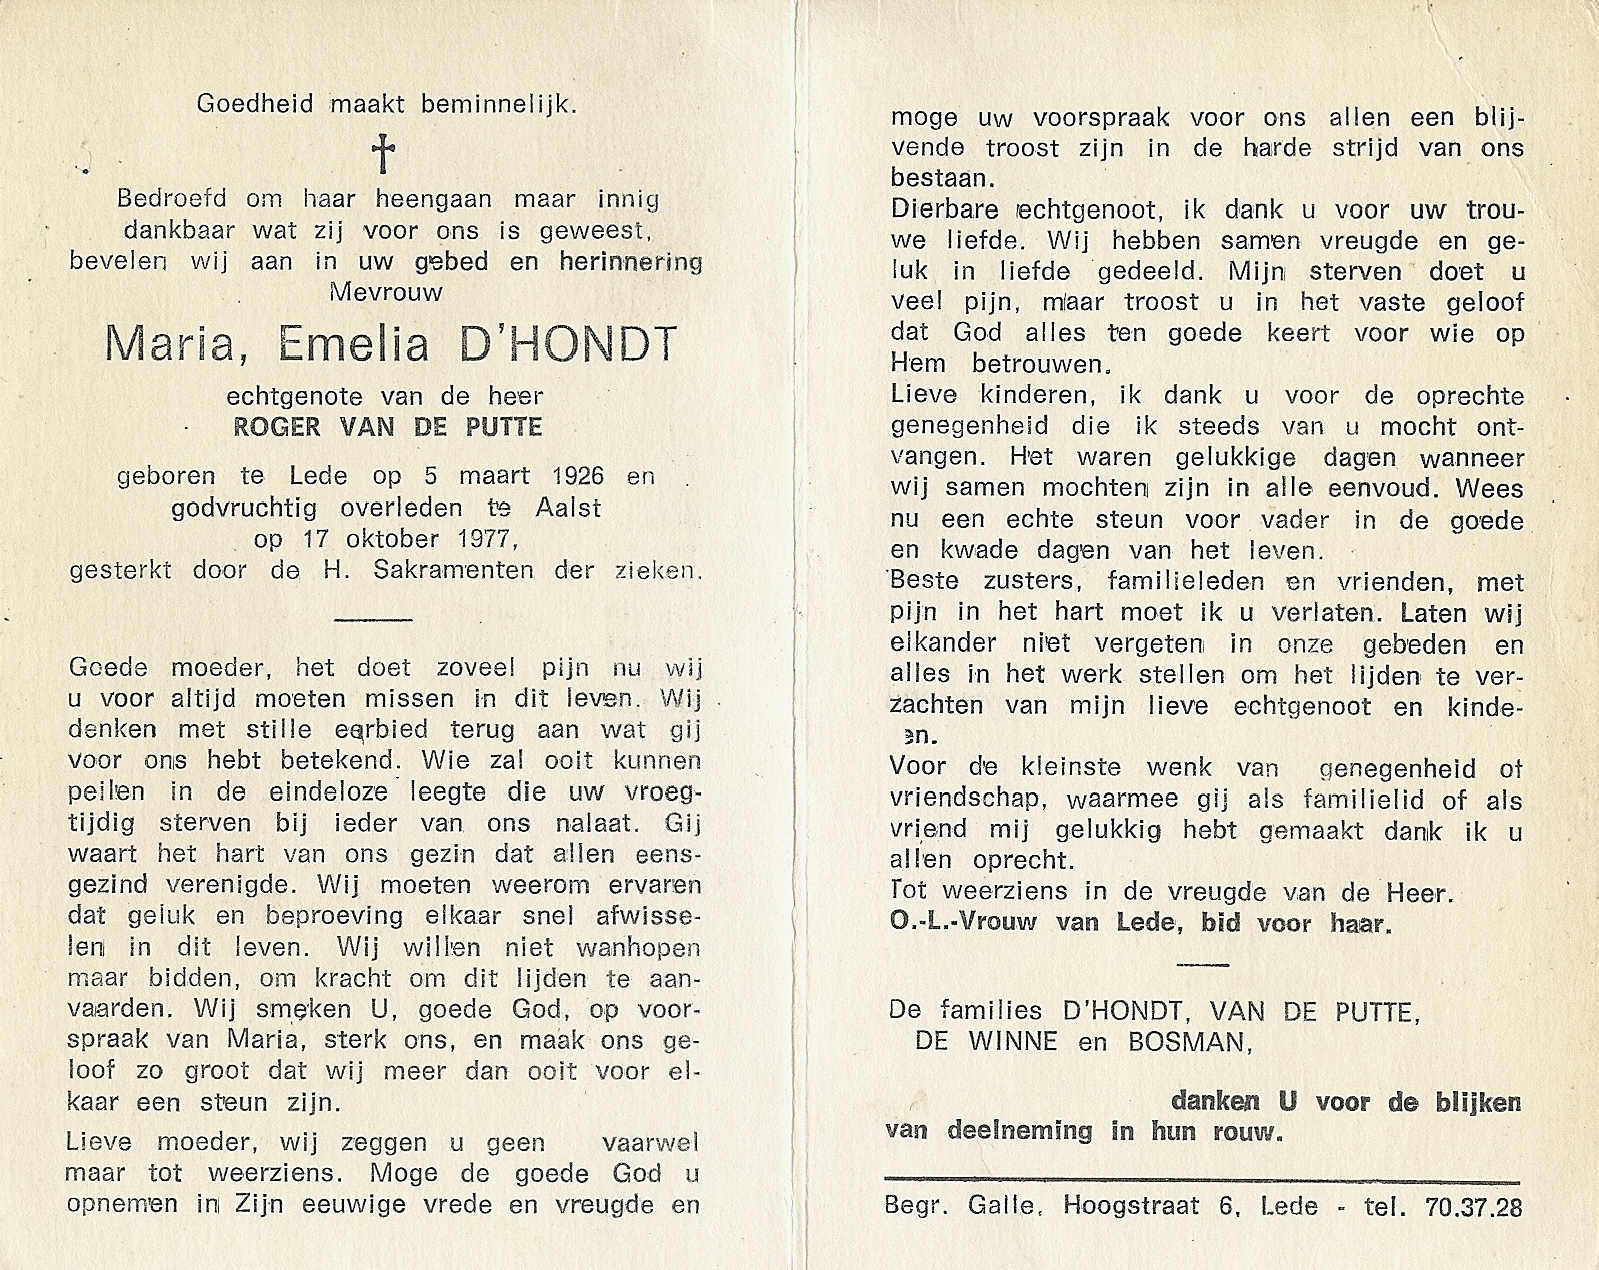 Goedheid maakt beminnelijk.
Bedroefd om haar heengaan maar innig
dankbaar wat zij voor ons is geweest,
bevelen wij aan in uw gebed en herinnering
Mevrouw
Maria, Emelia D'HONDT
echtgenote van de heer
ROGER VAN DE PUTTE
geboren te Lede op 5 maart 1926 en
godvruchtig overleden te Aalst
op 17 oktober 1977,
gesterkt door de H. Sakramenten der zieken.
Goede moeder, het doet zoveel pijn nu wij
u voor altijd moeten missen in dit leven. Wij
denken met stille eerbied terug aan wat gij
voor ons hebt betekend. Wie zal ooit kunnen
peilen in de eindeloze leegte die uw vroeg-
tijdig sterven bij ieder van ons nalaat. Gij
waart het hart van ons gezin dat allen eens-
gezind verenigde. Wij moeten weerom ervaren
dat geluk en beproeving elkaar snel afwisse-
len in dit leven. Wij willen niet wanhopen
maar bidden, om kracht om dit lijden te aan-
vaarden. Wij smeken U, goede God, op voor-
spraak van Maria, sterk ons, en maak ons ge-
loof zo groot dat wij meer dan ooit voor el-
kaar een steun zijn.
Lieve moeder, wij zeggen u geen vaarwel
maar tot weerziens. Moge de goede God u
opnemen in Zijn eeuwige vrede en vreugde en
moge uw voorspraak voor ons allen een blij-
vende troost zijn in de harde strijd van ons
bestaan.
Dierbare echtgenoot, ik dank u voor uw trou-
we liefde. Wij hebben samen vreugde en ge-
luk in liefde gedeeld. Mijn sterven doet u
veel pijn, maar troost u in het vaste geloof
dat God alles ten goede keert voor wie op
Hem betrouwen.
Lieve kinderen, ik dank u voor de oprechte
genegenheid die ik steeds van u mocht ont-
vangen. Het waren gelukkige dagen wanneer
wij samen mochten zijn in alle eenvoud. Wees
nu een echte steun voor vader in de goede
en kwade dagen van het leven.
Beste zusters, familieleden en vrienden, met
pijn in het hart moet ik u verlaten. Laten wij
elkander niet vergeten in onze gebeden en
alles in het werk stellen om het lijden te ver-
zachten van mijn lieve echtgenoot en kinde-
en.
Voor de kleinste wenk van genegenheid of
vriendschap, waarmee gij als familielid of als
vriend mij gelukkig hebt gemaakt dank ik u
allen oprecht.
Tot weerziens in de vreugde van de Heer.
O.-L.-Vrouw van Lede, bid voor haar.
De families D'HONDT, VAN DE PUTTE,
DE WINNE en BOSMAN,
danken U voor de blijken
van deelneming in hun rouw.
Begr. Galle, Hoogstraat 6, Lede - tel. 70.37.28